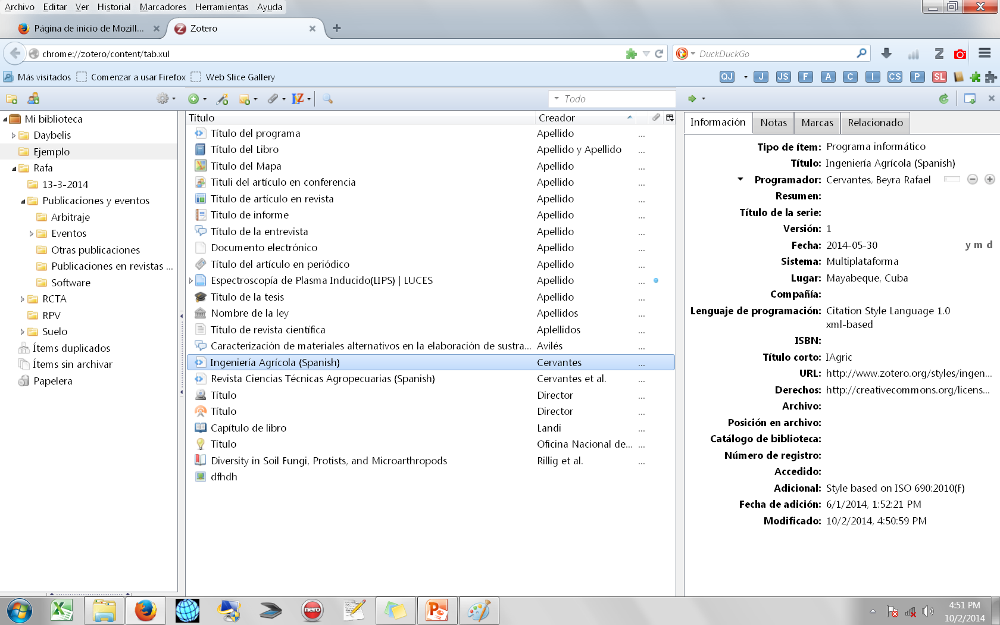 Archivo Editar Ver Historial Marcadores Herramientas Ayuda
Página de inicio de Mozill...
Zotero
chrome://zotero/content/tab.xul
DuckDuckGo
Más visitados Comenzar a usar Firefox Web Slice Gallery
QJ J JS F A C I CS P SL
Todo
Mi biblioteca
Daybelis
Ejemplo
Rafa
13-3-2014
Publicaciones y eventos
Arbitraje
Eventos
Otras publicaciones
Publicaciones en revistas ...
Software
RCTA
RPV
Suelo
Ítems duplicados
Ítems sin archivar
Papelera
Título Creador
Título del programa Apellido ...
Título del Libro Apellido y Apellido ...
Título del Mapa Apellido ...
Tituli del artículo en conferencia Apellido ...
Título de artículo en revista Apellido ...
Título de informe Apellido ...
Título de la entrevista Apellido ...
Documento electrónico Apellido ...
Título del artículo en periódico Apellido ...
Espectroscopía de Plasma Inducido(LIPS) | LUCES Apellido ...
Título de la tesis Apellido ...
Nombre de la ley Apellidos ...
Título de revista científica Aplellidos ...
Caracterización de materiales alternativos en la elaboración de sustra... Avilés ...
Ingeniería Agrícola (Spanish) Cervantes ...
Revista Ciencias Técnicas Agropecuarias (Spanish) Cervantes et al. ...
Título Director ...
Título Director ...
Capítulo de libro Landi ...
Título Oficina Nacional de... ...
Diversity in Soil Fungi, Protists, and Microarthropods Rillig et al. ...
dfhdh
Información Notas Marcas Relacionado
Tipo de ítem: Programa informático
Título: Ingeniería Agrícola (Spanish)
Programador: Cervantes, Beyra Rafael
Resumen:
Título de la serie:
Versión: 1
Fecha: 2014-05-30 y m d
Sistema: Multiplataforma
Lugar: Mayabeque, Cuba
Compañía:
Lenguaje de programación: Citation Style Language 1.0
xml-based
ISBN:
Título corto: IAgric
URL: http://www.zotero.org/styles/ingen...
Derechos: http://creativecommons.org/licens...
Archivo:
Posición en archivo:
Catálogo de biblioteca:
Número de registro:
Accedido:
Adicional: Style based on ISO 690:2010(F)
Fecha de adición: 6/1/2014, 1:52:21 PM
Modificado: 10/2/2014, 4:50:59 PM
nero
4:51 PM
10/2/2014